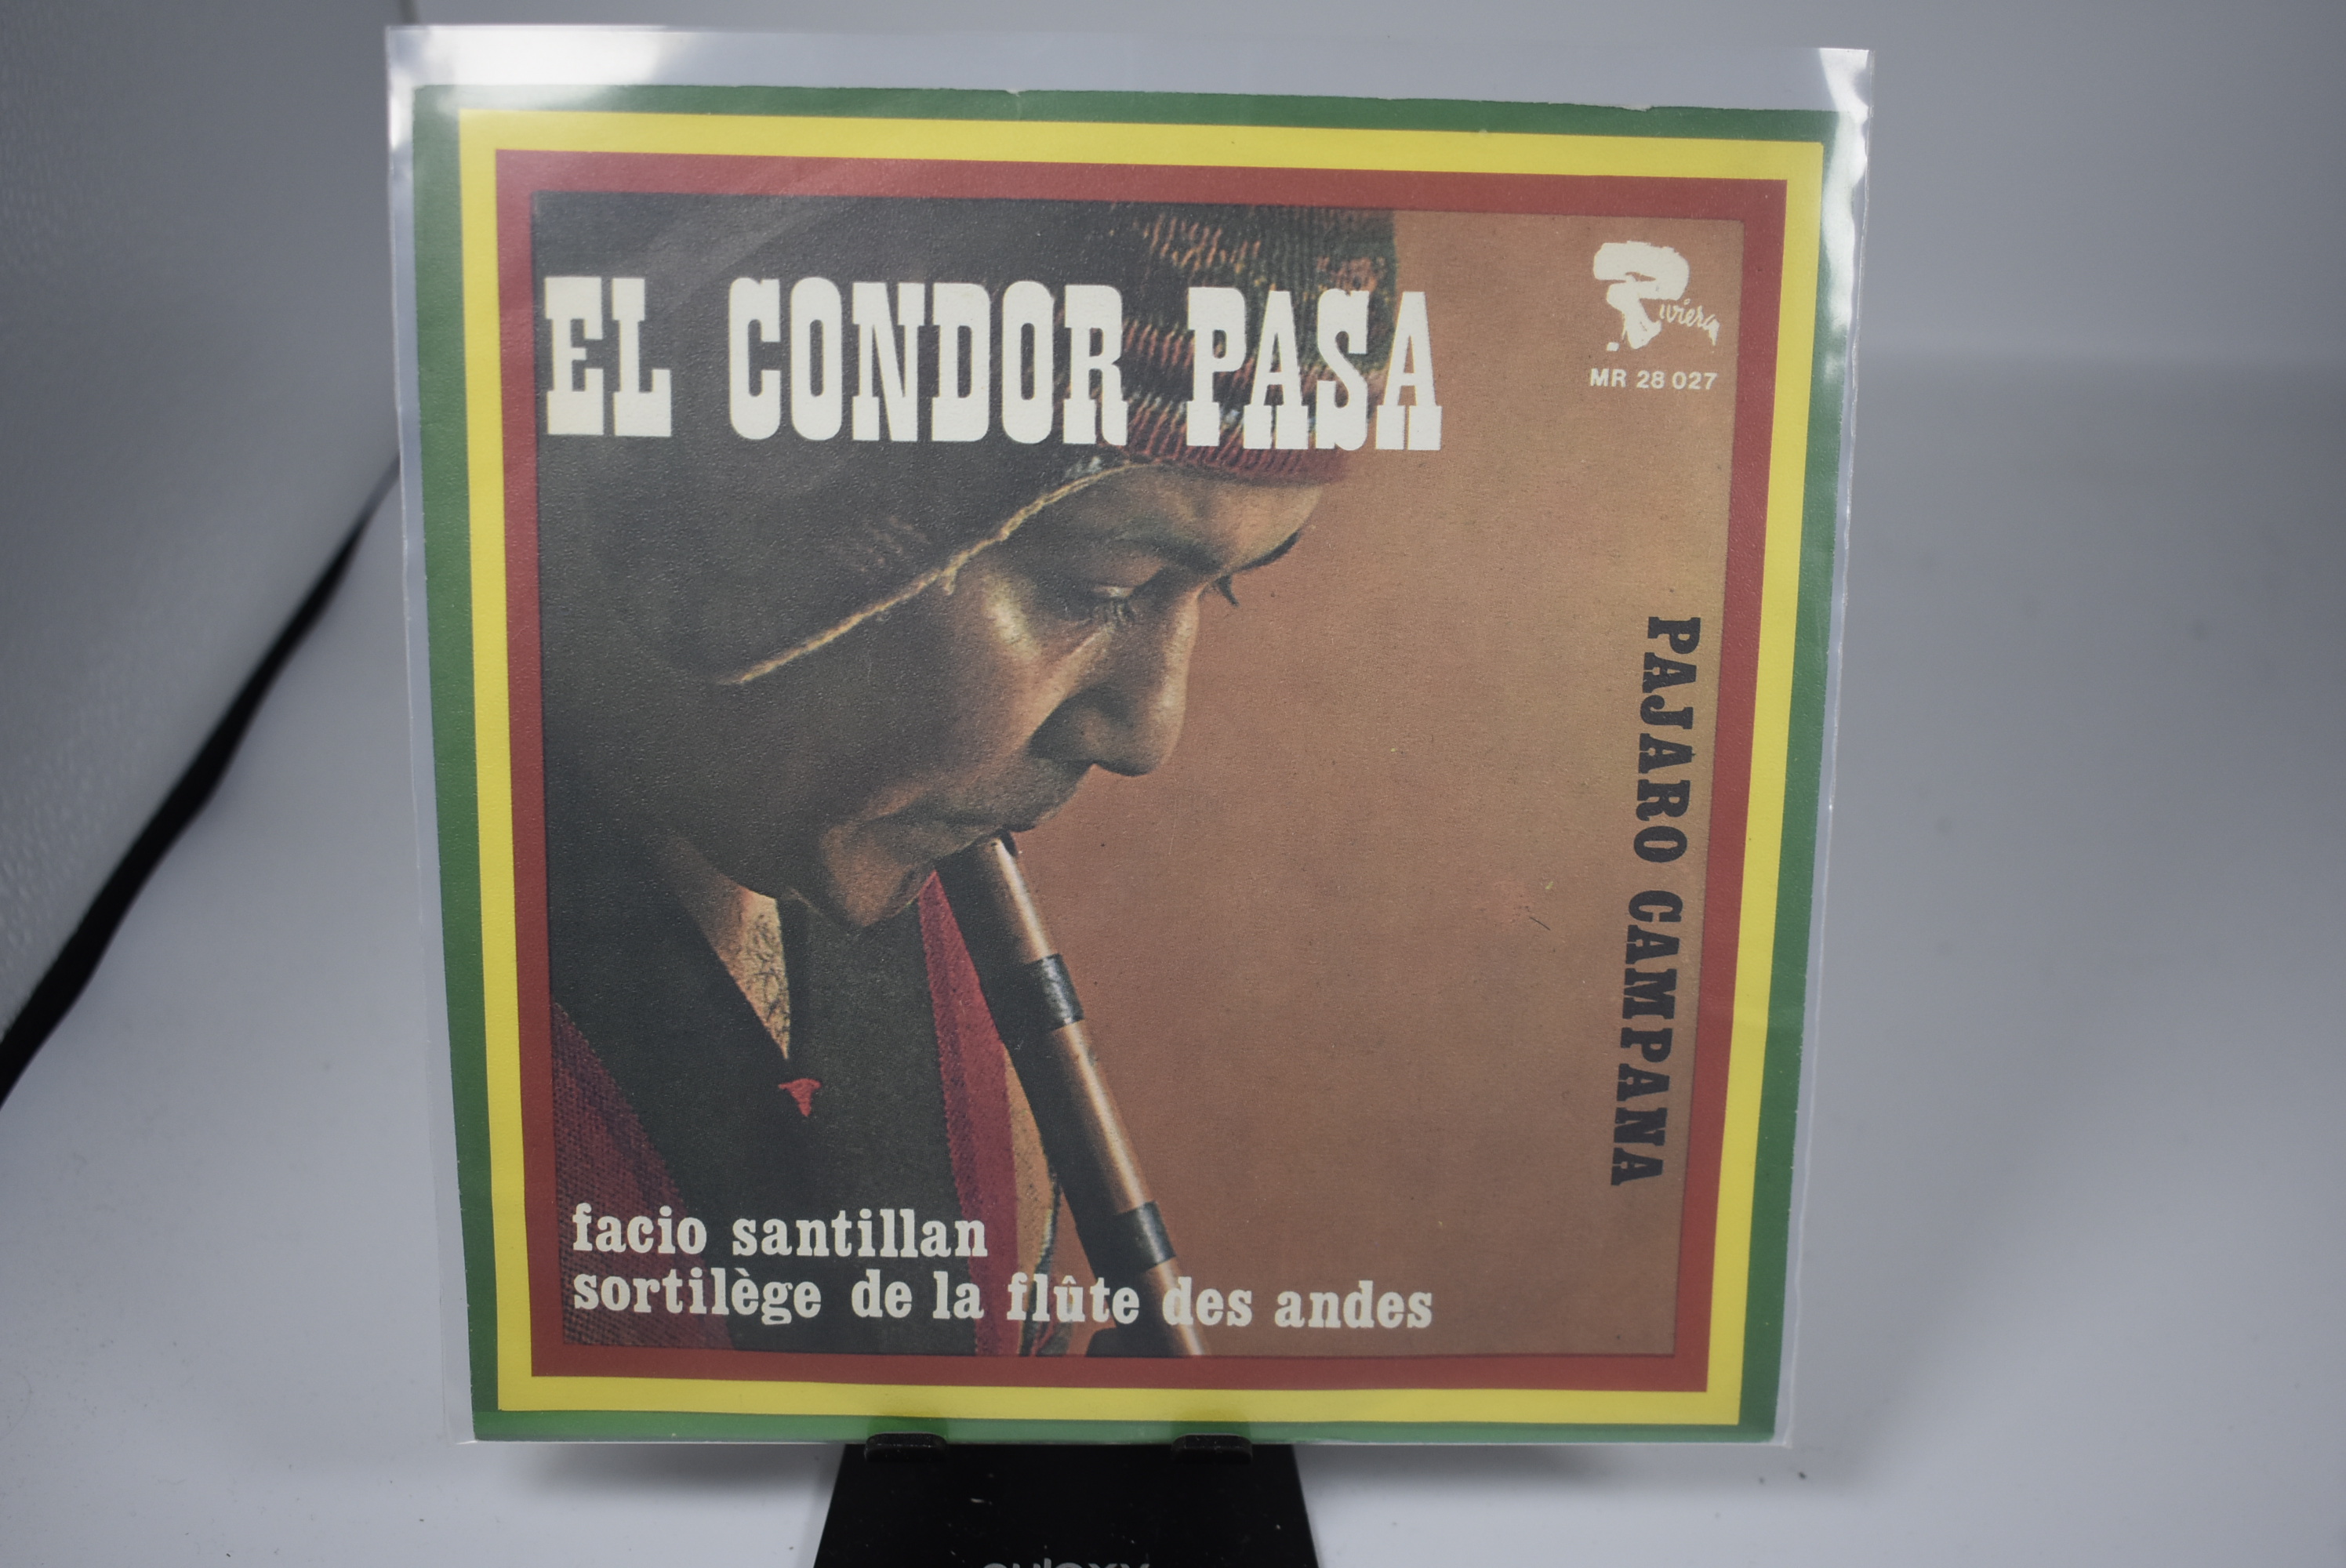 EL CONDOR PASA
Riviera
MR 28 027
PAJARO CAMPANA
facio santillan
sortilège de la flûte des andes